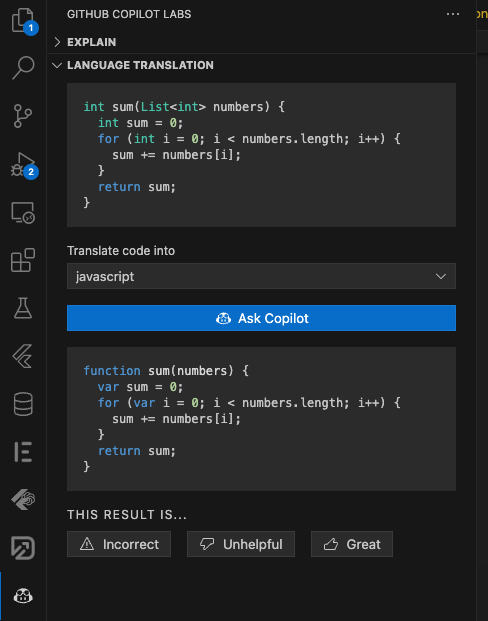 GITHUB COPILOT LABS
EXPLAIN
1
LANGUAGE TRANSLATION
int sum(List<int> numbers) {
  int sum = 0;
  for (int i = 0; i < numbers.length; i++) {
    sum += numbers[i];
  }
  return sum;
}
2
Translate code into
javascript
Ask Copilot
function sum(numbers) {
  var sum = 0;
  for (var i = 0; i < numbers.length; i++) {
    sum += numbers[i];
  }
  return sum;
}
THIS RESULT IS...
Incorrect
Unhelpful
Great